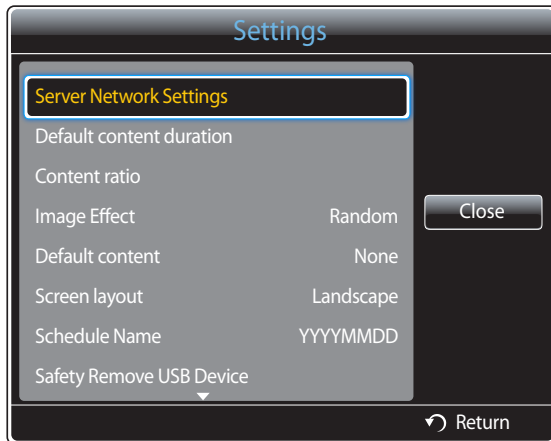 Settings
Server Network Settings
Default content duration
Content ratio
Image Effect Random
Close
Default content None
Screen layout Landscape
Schedule Name YYYYMMDD
Safety Remove USB Device
Return